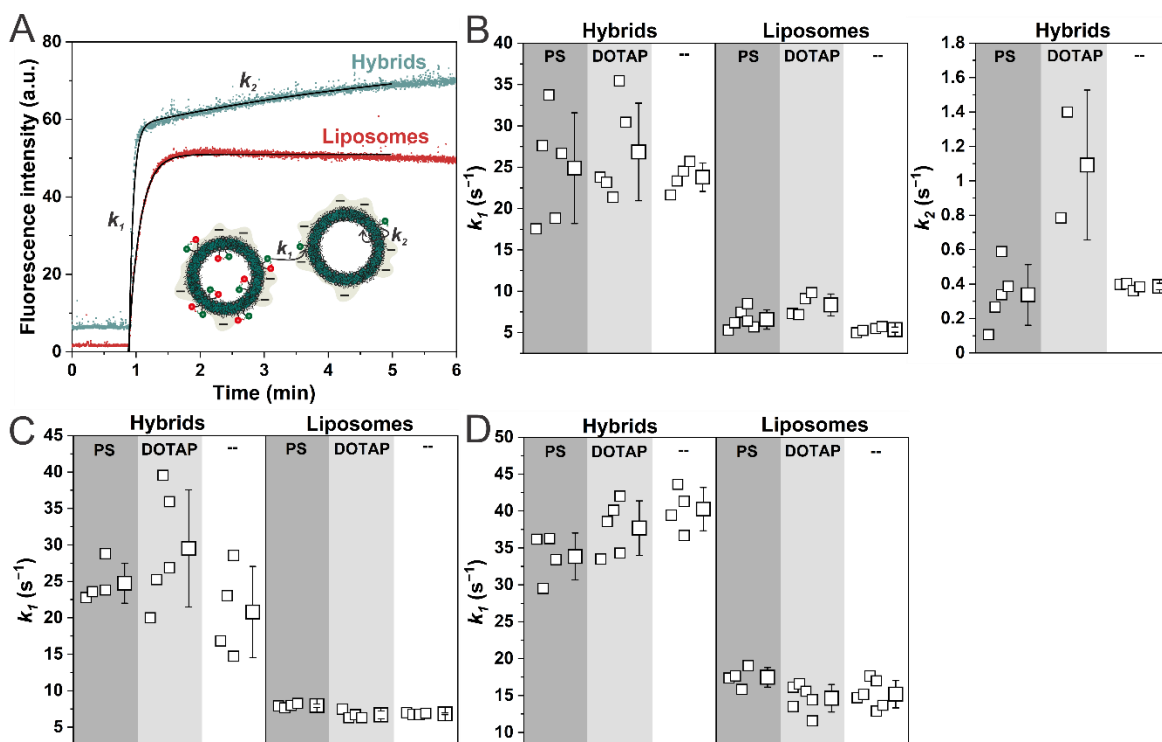 A
Fluorescence intensity (a.u.)
80
60
40
20
0
Hybrids
k2
Liposomes
k1
k1
k2
0 1 2 3 4 5 6
Time (min)
B
Hybrids Liposomes
PS DOTAP -- PS DOTAP --
k1 (s−1)
40
35
30
25
20
15
10
5
Hybrids
PS DOTAP --
k2 (s−1)
1.8
1.6
1.4
1.2
1
0.8
0.6
0.4
0.2
0
C
Hybrids Liposomes
PS DOTAP -- PS DOTAP --
k1 (s−1)
45
40
35
30
25
20
15
10
5
D
Hybrids Liposomes
PS DOTAP -- PS DOTAP --
k1 (s−1)
50
45
40
35
30
25
20
15
10